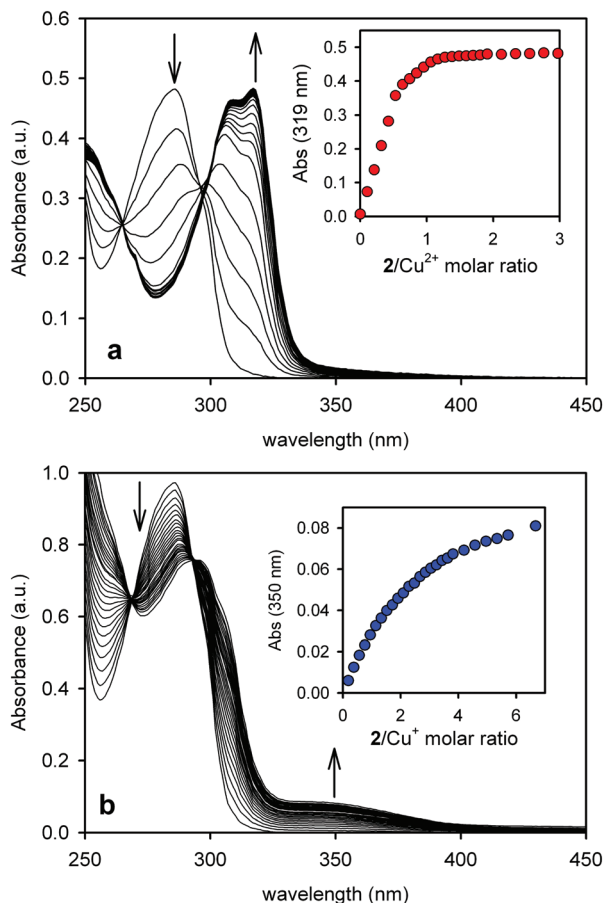 0.6
0.5
0.4
0.3
0.2
0.1
0.0
Absorbance (a.u.)
250 300 350 400 450
wavelength (nm)
a
0.5
0.4
0.3
0.2
0.1
0.0
Abs (319 nm)
0 1 2 3
2/Cu²⁺ molar ratio
1.0
0.8
0.6
0.4
0.2
0.0
Absorbance (a.u.)
250 300 350 400 450
wavelength (nm)
b
0.08
0.06
0.04
0.02
0.00
Abs (350 nm)
0 2 4 6
2/Cu⁺ molar ratio